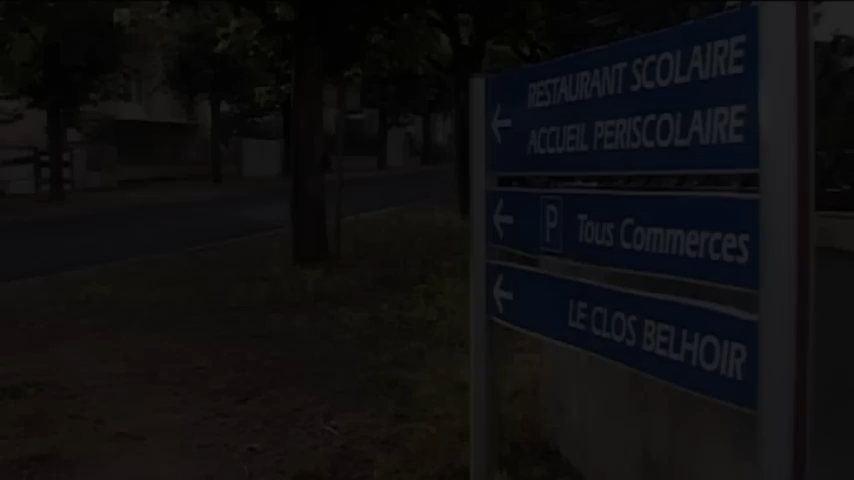 RESTAURANT SCOLAIRE
ACCUEIL PERISCOLAIRE
P Tous Commerces
LE CLOS BELHOIR